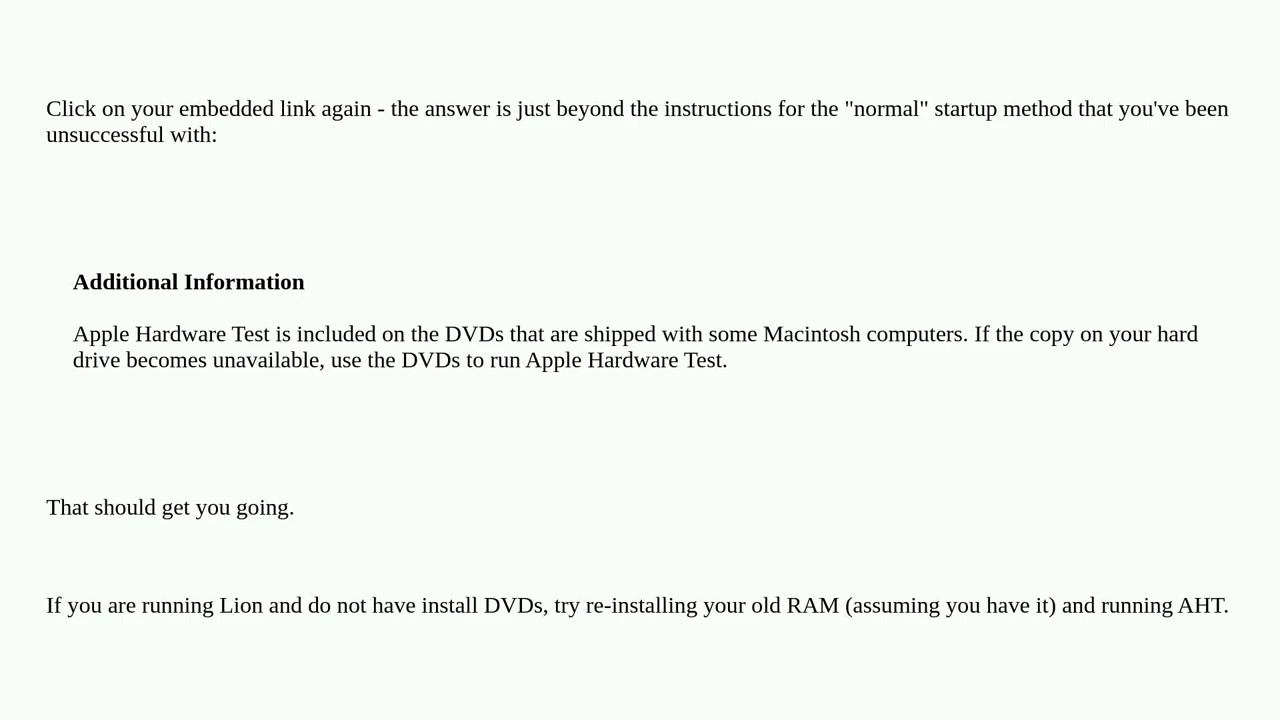 Click on your embedded link again - the answer is just beyond the instructions for the "normal" startup method that you've been
unsuccessful with:
Additional Information
Apple Hardware Test is included on the DVDs that are shipped with some Macintosh computers. If the copy on your hard
drive becomes unavailable, use the DVDs to run Apple Hardware Test.
That should get you going.
If you are running Lion and do not have install DVDs, try re-installing your old RAM (assuming you have it) and running AHT.